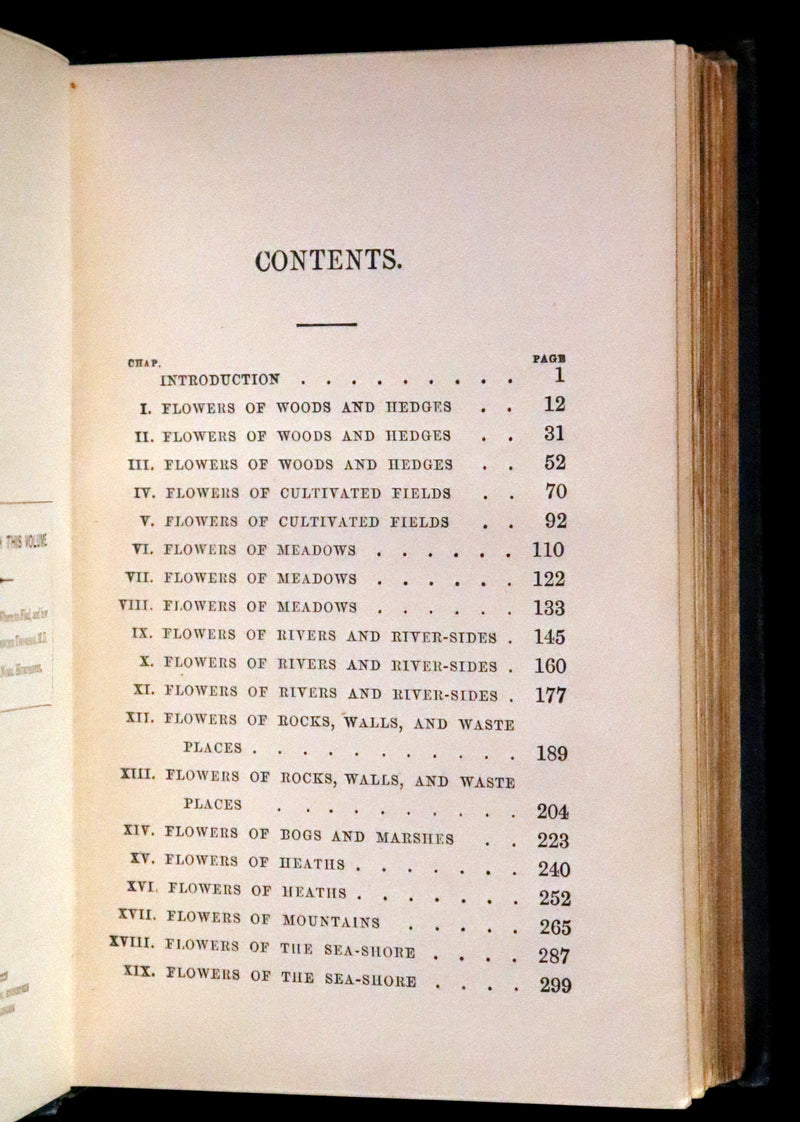 THIS VOLUME
CONTENTS.
CHAP. PAGE
INTRODUCTION . . . . . . . . . 1
I. FLOWERS OF WOODS AND HEDGES . . 12
II. FLOWERS OF WOODS AND HEDGES . . 31
III. FLOWERS OF WOODS AND HEDGES . . 52
IV. FLOWERS OF CULTIVATED FIELDS . . 70
V. FLOWERS OF CULTIVATED FIELDS . . 92
VI. FLOWERS OF MEADOWS . . . . . . 110
VII. FLOWERS OF MEADOWS . . . . . . 122
VIII. FLOWERS OF MEADOWS . . . . . . 133
IX. FLOWERS OF RIVERS AND RIVER-SIDES . 145
X. FLOWERS OF RIVERS AND RIVER-SIDES . 160
XI. FLOWERS OF RIVERS AND RIVER-SIDES . 177
XII. FLOWERS OF ROCKS, WALLS, AND WASTE
PLACES . . . . . . . . . . . 189
XIII. FLOWERS OF ROCKS, WALLS, AND WASTE
PLACES . . . . . . . . . . 204
XIV. FLOWERS OF BOGS AND MARSHES . . 223
XV. FLOWERS OF HEATHS . . . . . . . 240
XVI. FLOWERS OF HEATHS . . . . . . . 252
XVII. FLOWERS OF MOUNTAINS . . . . . 265
XVIII. FLOWERS OF THE SEA-SHORE . . . . 287
XIX. FLOWERS OF THE SEA-SHORE . . . . 299